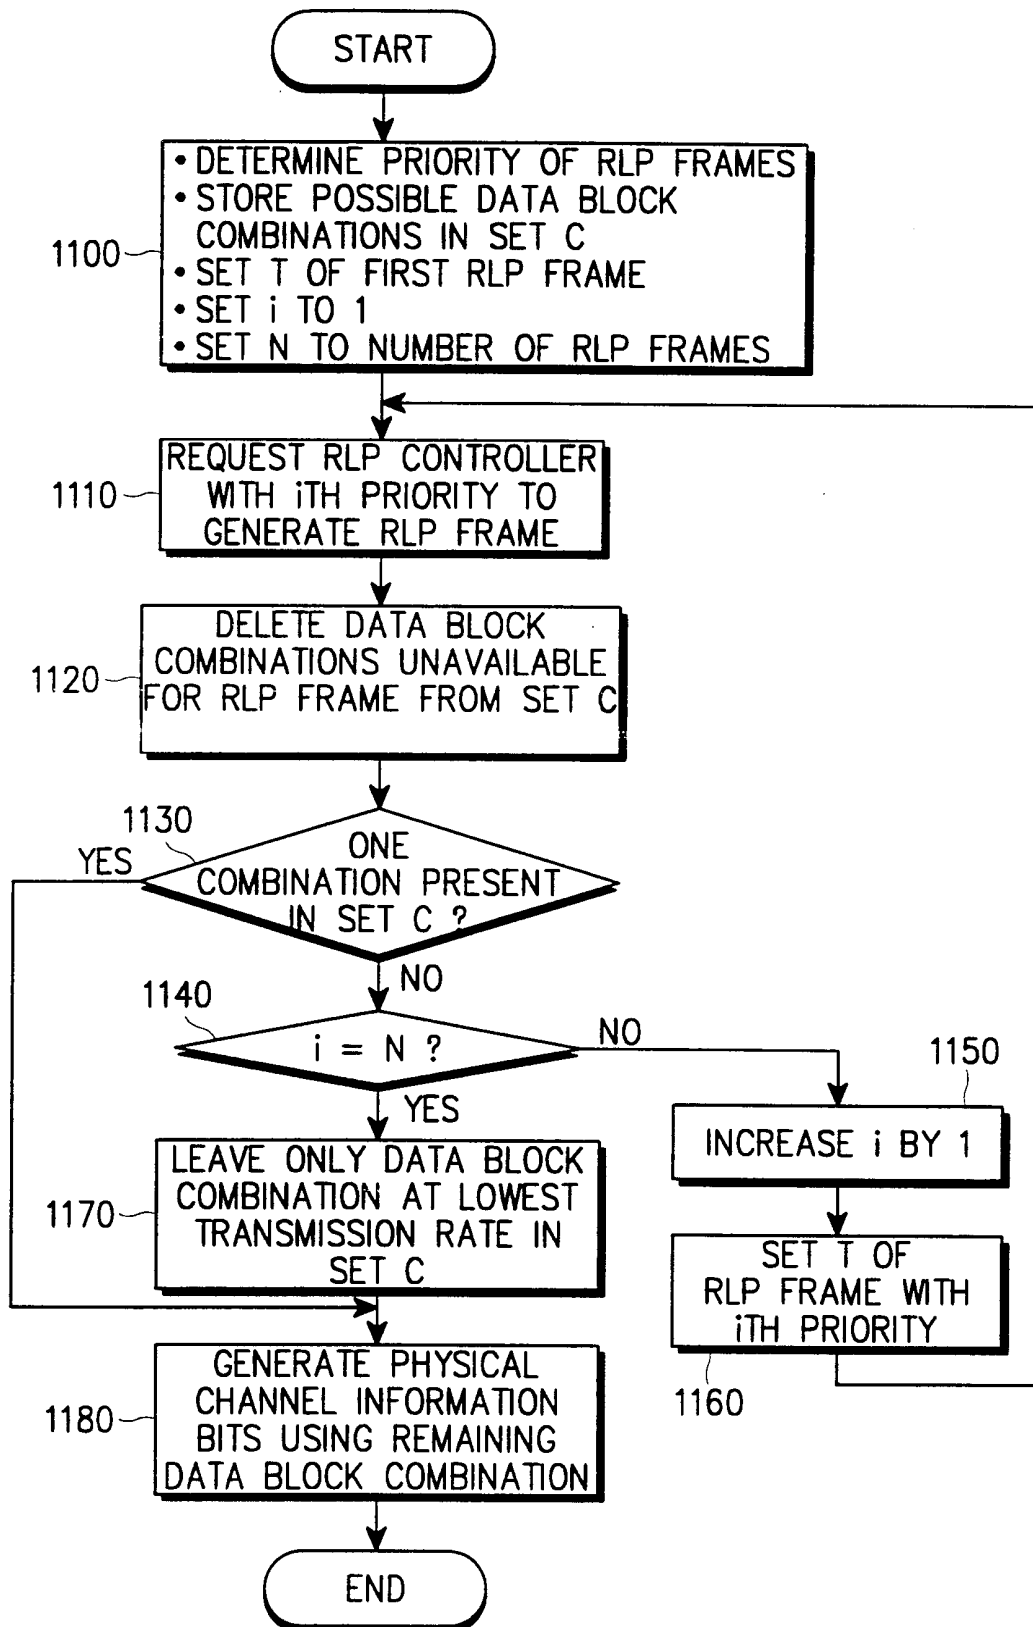 START
• DETERMINE PRIORITY OF RLP FRAMES
• STORE POSSIBLE DATA BLOCK
COMBINATIONS IN SET C
• SET T OF FIRST RLP FRAME
• SET i TO 1
• SET N TO NUMBER OF RLP FRAMES
1100
REQUEST RLP CONTROLLER
WITH iTH PRIORITY TO
GENERATE RLP FRAME
1110
DELETE DATA BLOCK
COMBINATIONS UNAVAILABLE
FOR RLP FRAME FROM SET C
1120
1130
YES
ONE
COMBINATION PRESENT
IN SET C ?
NO
1140
i = N ?
NO
YES
1150
INCREASE i BY 1
LEAVE ONLY DATA BLOCK
COMBINATION AT LOWEST
TRANSMISSION RATE IN
SET C
1170
SET T OF
RLP FRAME WITH
iTH PRIORITY
1160
GENERATE PHYSICAL
CHANNEL INFORMATION
BITS USING REMAINING
DATA BLOCK COMBINATION
1180
END